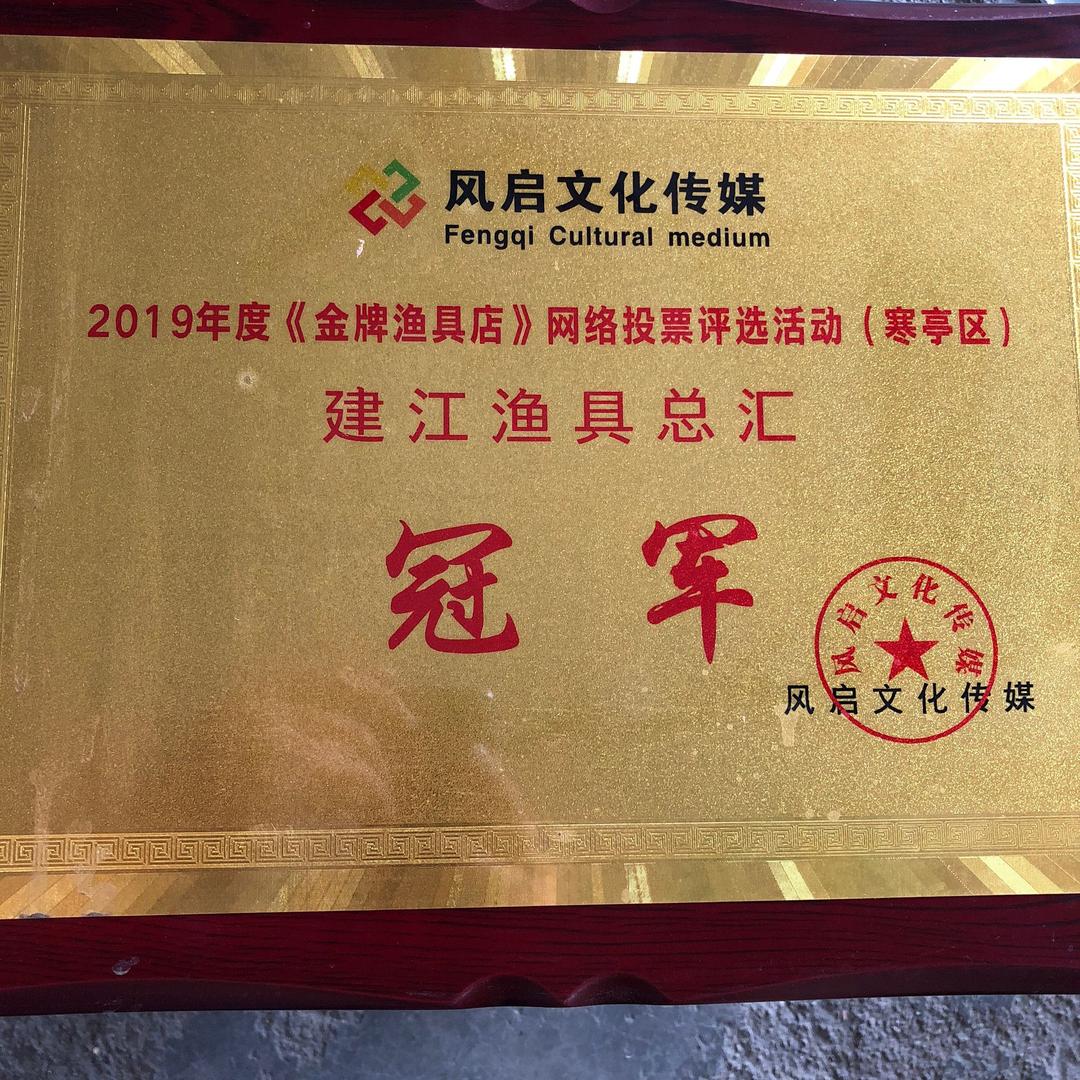 风启文化传媒
Fengqi Cultural medium
2019年度《金牌渔具店》网络投票评选活动（寒亭区）
建江渔具总汇
冠军
风启文化传媒
风启文化传媒